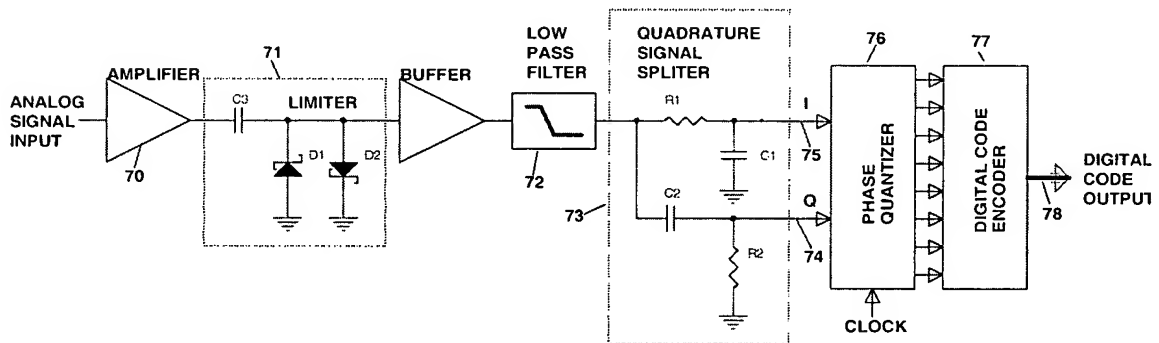 ANALOG
SIGNAL
INPUT
AMPLIFIER
70
71
C3
LIMITER
D1
D2
BUFFER
LOW
PASS
FILTER
72
QUADRATURE
SIGNAL
SPLITER
73
R1
C1
C2
R2
I
75
Q
74
76
PHASE
QUANTIZER
CLOCK
77
DIGITAL CODE
ENCODER
78
DIGITAL
CODE
OUTPUT